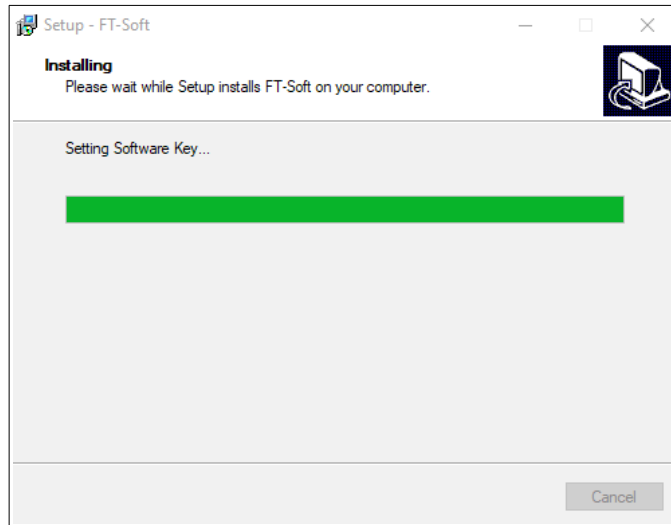 Setup - FT-Soft
Installing
Please wait while Setup installs FT-Soft on your computer.
Setting Software Key...
Cancel